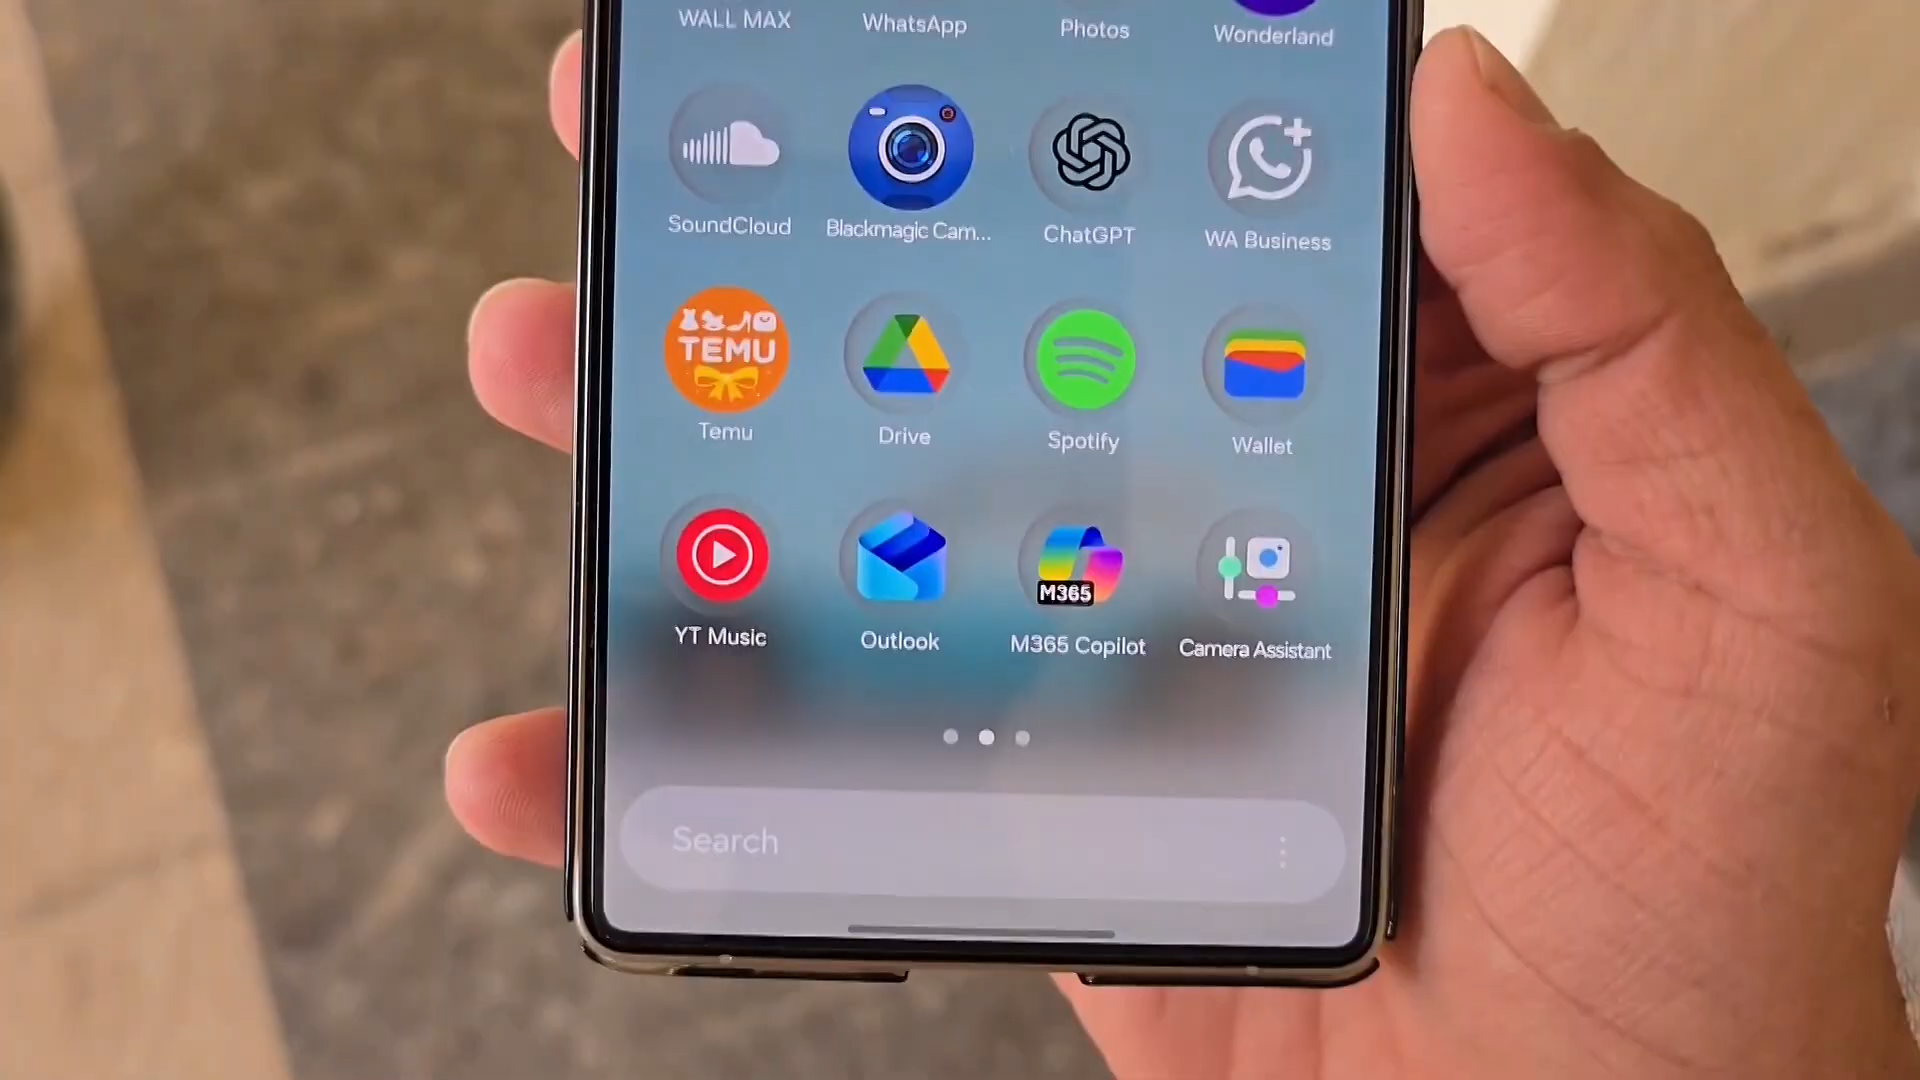 WALL MAX WhatsApp Photos Wonderland
SoundCloud Blackmagic Cam... ChatGPT WA Business
TEMU
Temu Drive Spotify Wallet
M365
YT Music Outlook M365 Copilot Camera Assistant
Search